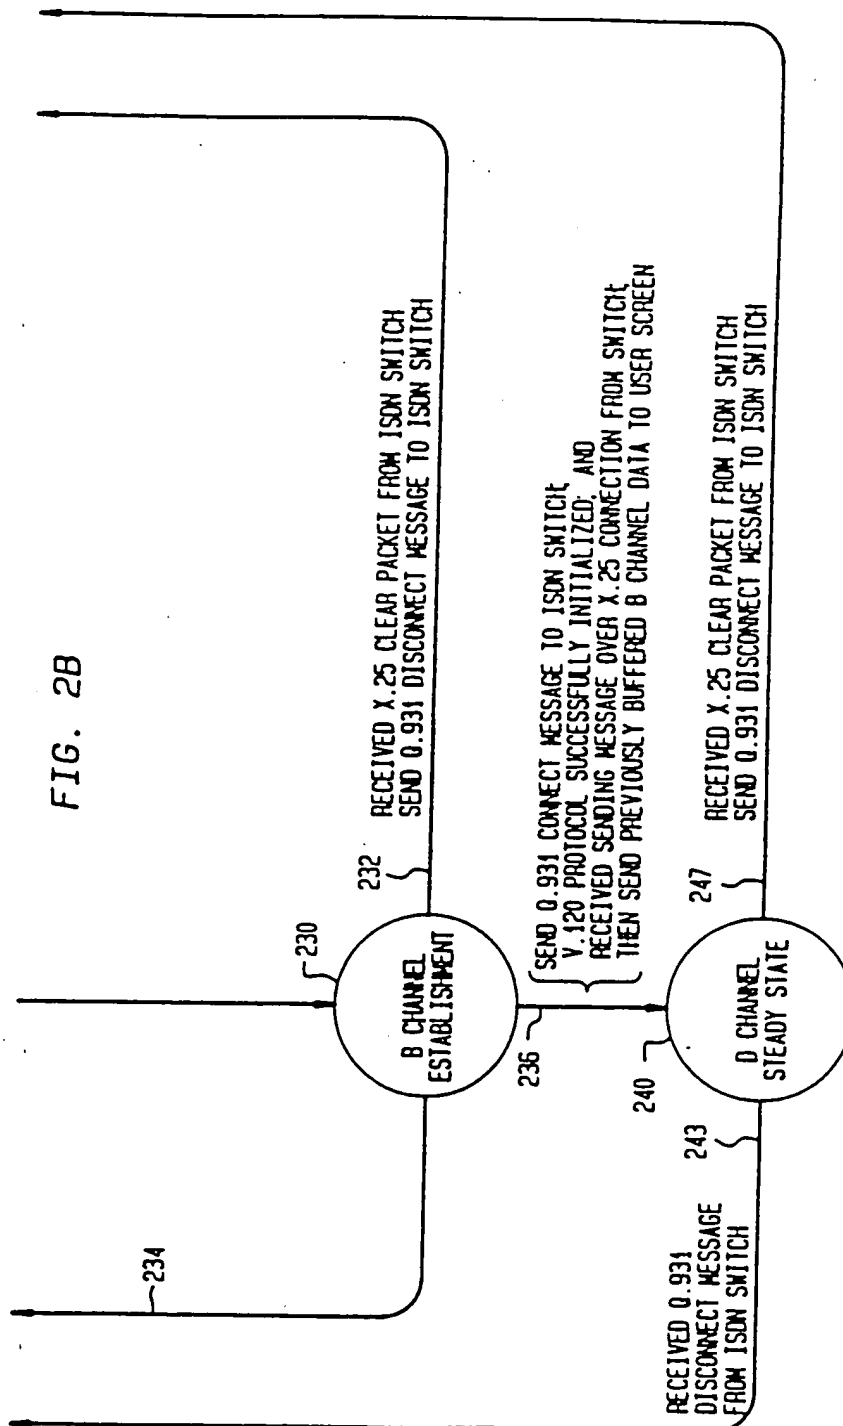 FIG. 2B
234
230
B CHANNEL
ESTABLISHMENT
232
RECEIVED X.25 CLEAR PACKET FROM ISDN SWITCH
SEND Q.931 DISCONNECT MESSAGE TO ISDN SWITCH
236
SEND Q.931 CONNECT MESSAGE TO ISDN SWITCH;
V.120 PROTOCOL SUCCESSFULLY INITIALIZED; AND
RECEIVED SENDING MESSAGE OVER X.25 CONNECTION FROM SWITCH,
THEN SEND PREVIOUSLY BUFFERED B CHANNEL DATA TO USER SCREEN
240
D CHANNEL
STEADY STATE
243
RECEIVED Q.931
DISCONNECT MESSAGE
FROM ISDN SWITCH
247
RECEIVED X.25 CLEAR PACKET FROM ISDN SWITCH
SEND Q.931 DISCONNECT MESSAGE TO ISDN SWITCH